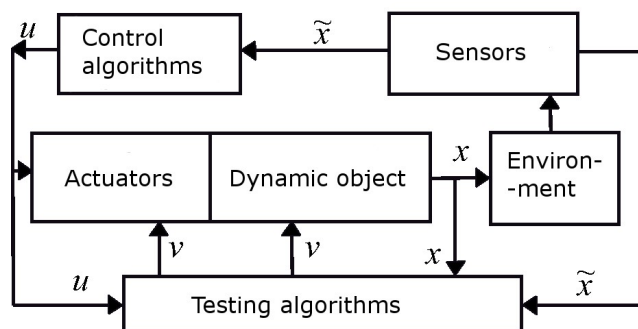 u
Control
algorithms
x̃
Sensors
Actuators
Dynamic object
x
Environ-
-ment
v
v
x
u
Testing algorithms
x̃